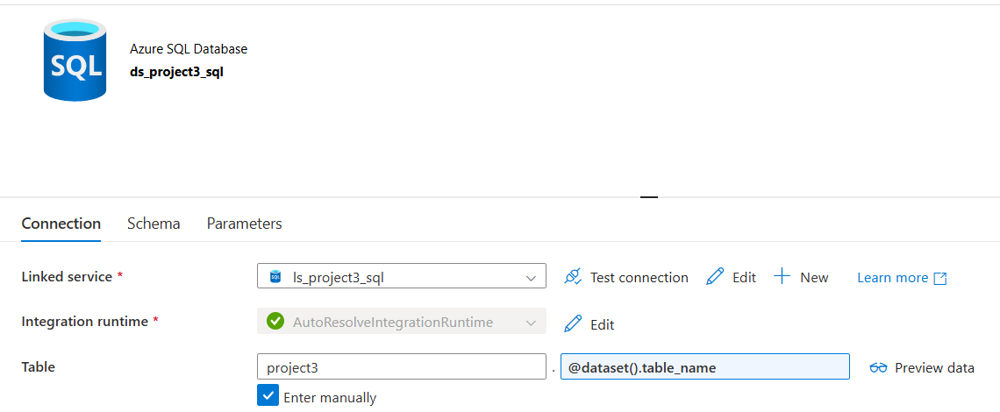 SQL
Azure SQL Database
ds_project3_sql
Connection Schema Parameters
Linked service * SQL ls_project3_sql Test connection Edit New Learn more
Integration runtime * AutoResolveIntegrationRuntime Edit
Table project3 . @dataset().table_name Preview data
Enter manually